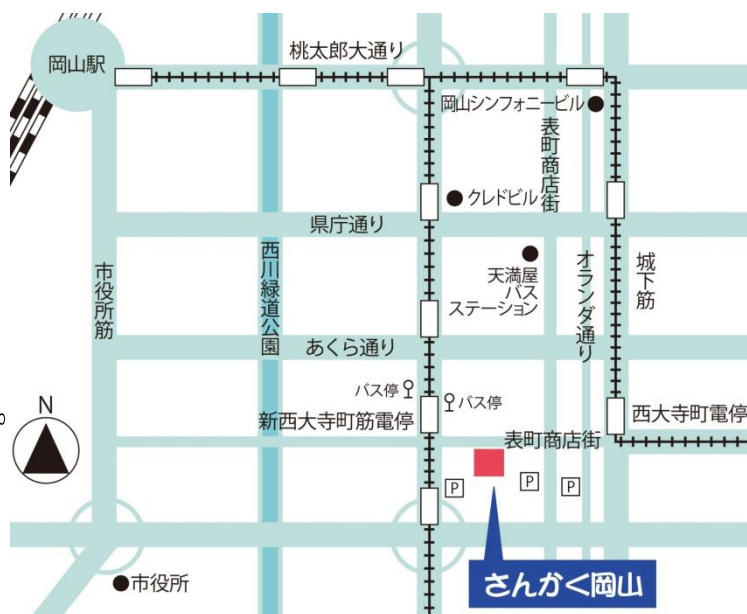 岡山駅
桃太郎大通り
岡山シンフォニービル
表町商店街
クレドビル
県庁通り
市役所筋
西川緑道公園
天満屋
バス
ステーション
オランダ通り
城下筋
あくら通り
バス停
バス停
新西大寺町筋電停
西大寺町電停
表町商店街
N
P
P
P
さんかく岡山
市役所